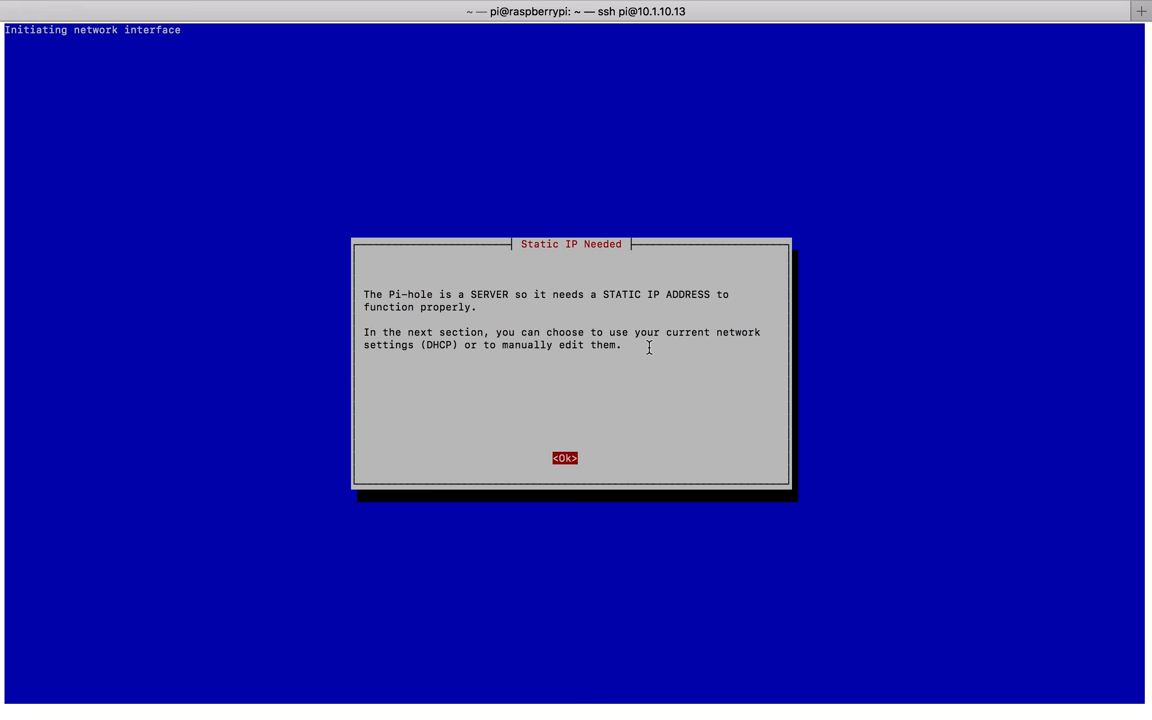 ~ — pi@raspberrypi: ~ — ssh pi@10.1.10.13
Initiating network interface
Static IP Needed
The Pi-hole is a SERVER so it needs a STATIC IP ADDRESS to
function properly.
In the next section, you can choose to use your current network
settings (DHCP) or to manually edit them.
<Ok>